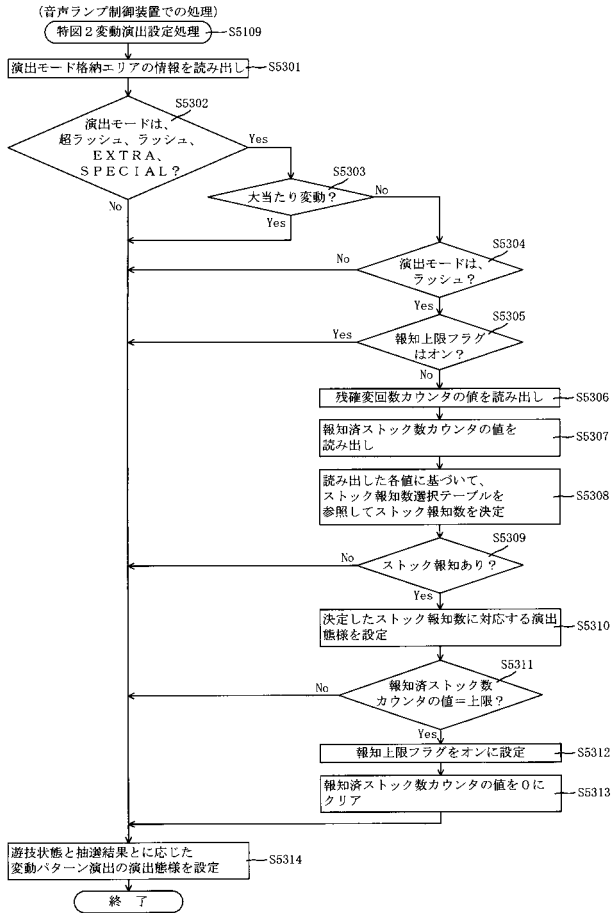 (音声ランプ制御装置での処理)
特図２変動演出設定処理
S5109
演出モード格納エリアの情報を読み出し
S5301
S5302
演出モードは、
超ラッシュ、ラッシュ、
ＥＸＴＲＡ、
ＳＰＥＣＩＡＬ？
Yes
No
S5303
大当たり変動？
No
Yes
S5304
演出モードは、
ラッシュ？
No
Yes
S5305
報知上限フラグ
はオン？
Yes
No
残確変回数カウンタの値を読み出し
S5306
報知済ストック数カウンタの値を
読み出し
S5307
読み出した各値に基づいて、
ストック報知数選択テーブルを
参照してストック報知数を決定
S5308
S5309
ストック報知あり？
No
Yes
決定したストック報知数に対応する演出
態様を設定
S5310
S5311
報知済ストック数
カウンタの値＝上限？
No
Yes
報知上限フラグをオンに設定
S5312
報知済ストック数カウンタの値を０に
クリア
S5313
遊技状態と抽選結果とに応じた
変動パターン演出の演出態様を設定
S5314
終 了